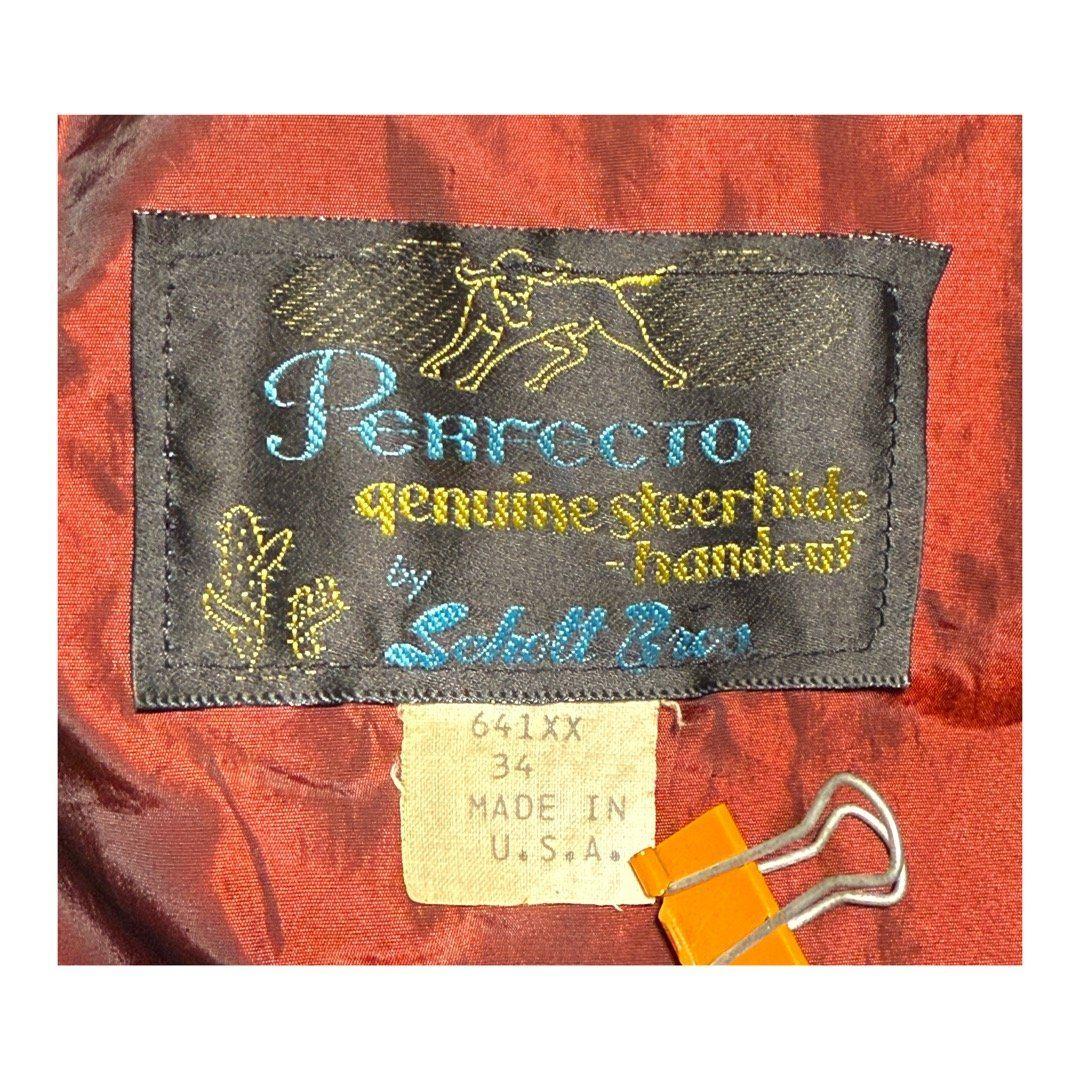 PERFECTO
genuine steerhide
-handcut
by
Schott Bros
641XX
34
MADE IN
U.S.A.